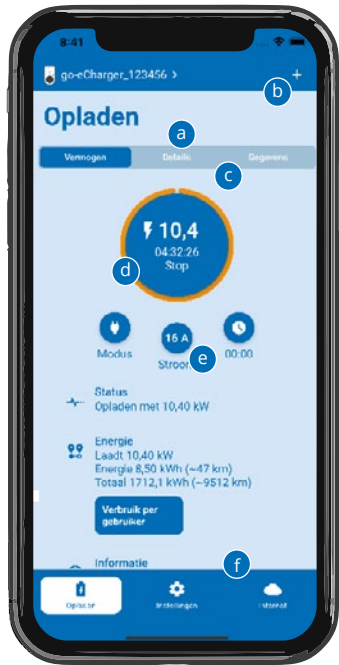 8:41
go-eCharger_123456 >
+
b
Opladen
a
Vermogen Details Gegevens
c
10,4
04:32:26
Stop
d
16 A
Modus Stroom 00:00
e
Status
Opladen met 10,40 kW
Energie
Laadt 10,40 kW
Energie 8,50 kWh (~47 km)
Totaal 1712,1 kWh (~9512 km)
Verbruik per
gebruiker
Informatie
f
Opladen Instellingen Internet